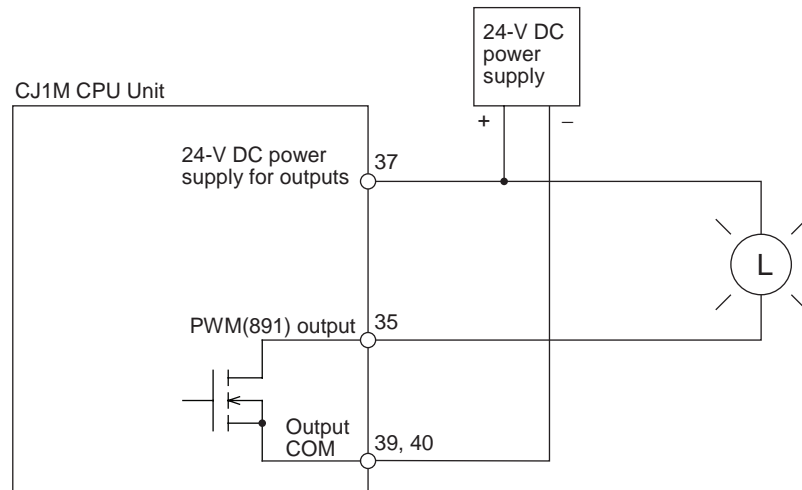 24-V DC
power
supply
CJ1M CPU Unit
+
−
24-V DC power
supply for outputs
37
L
PWM(891) output
35
Output
COM
39, 40